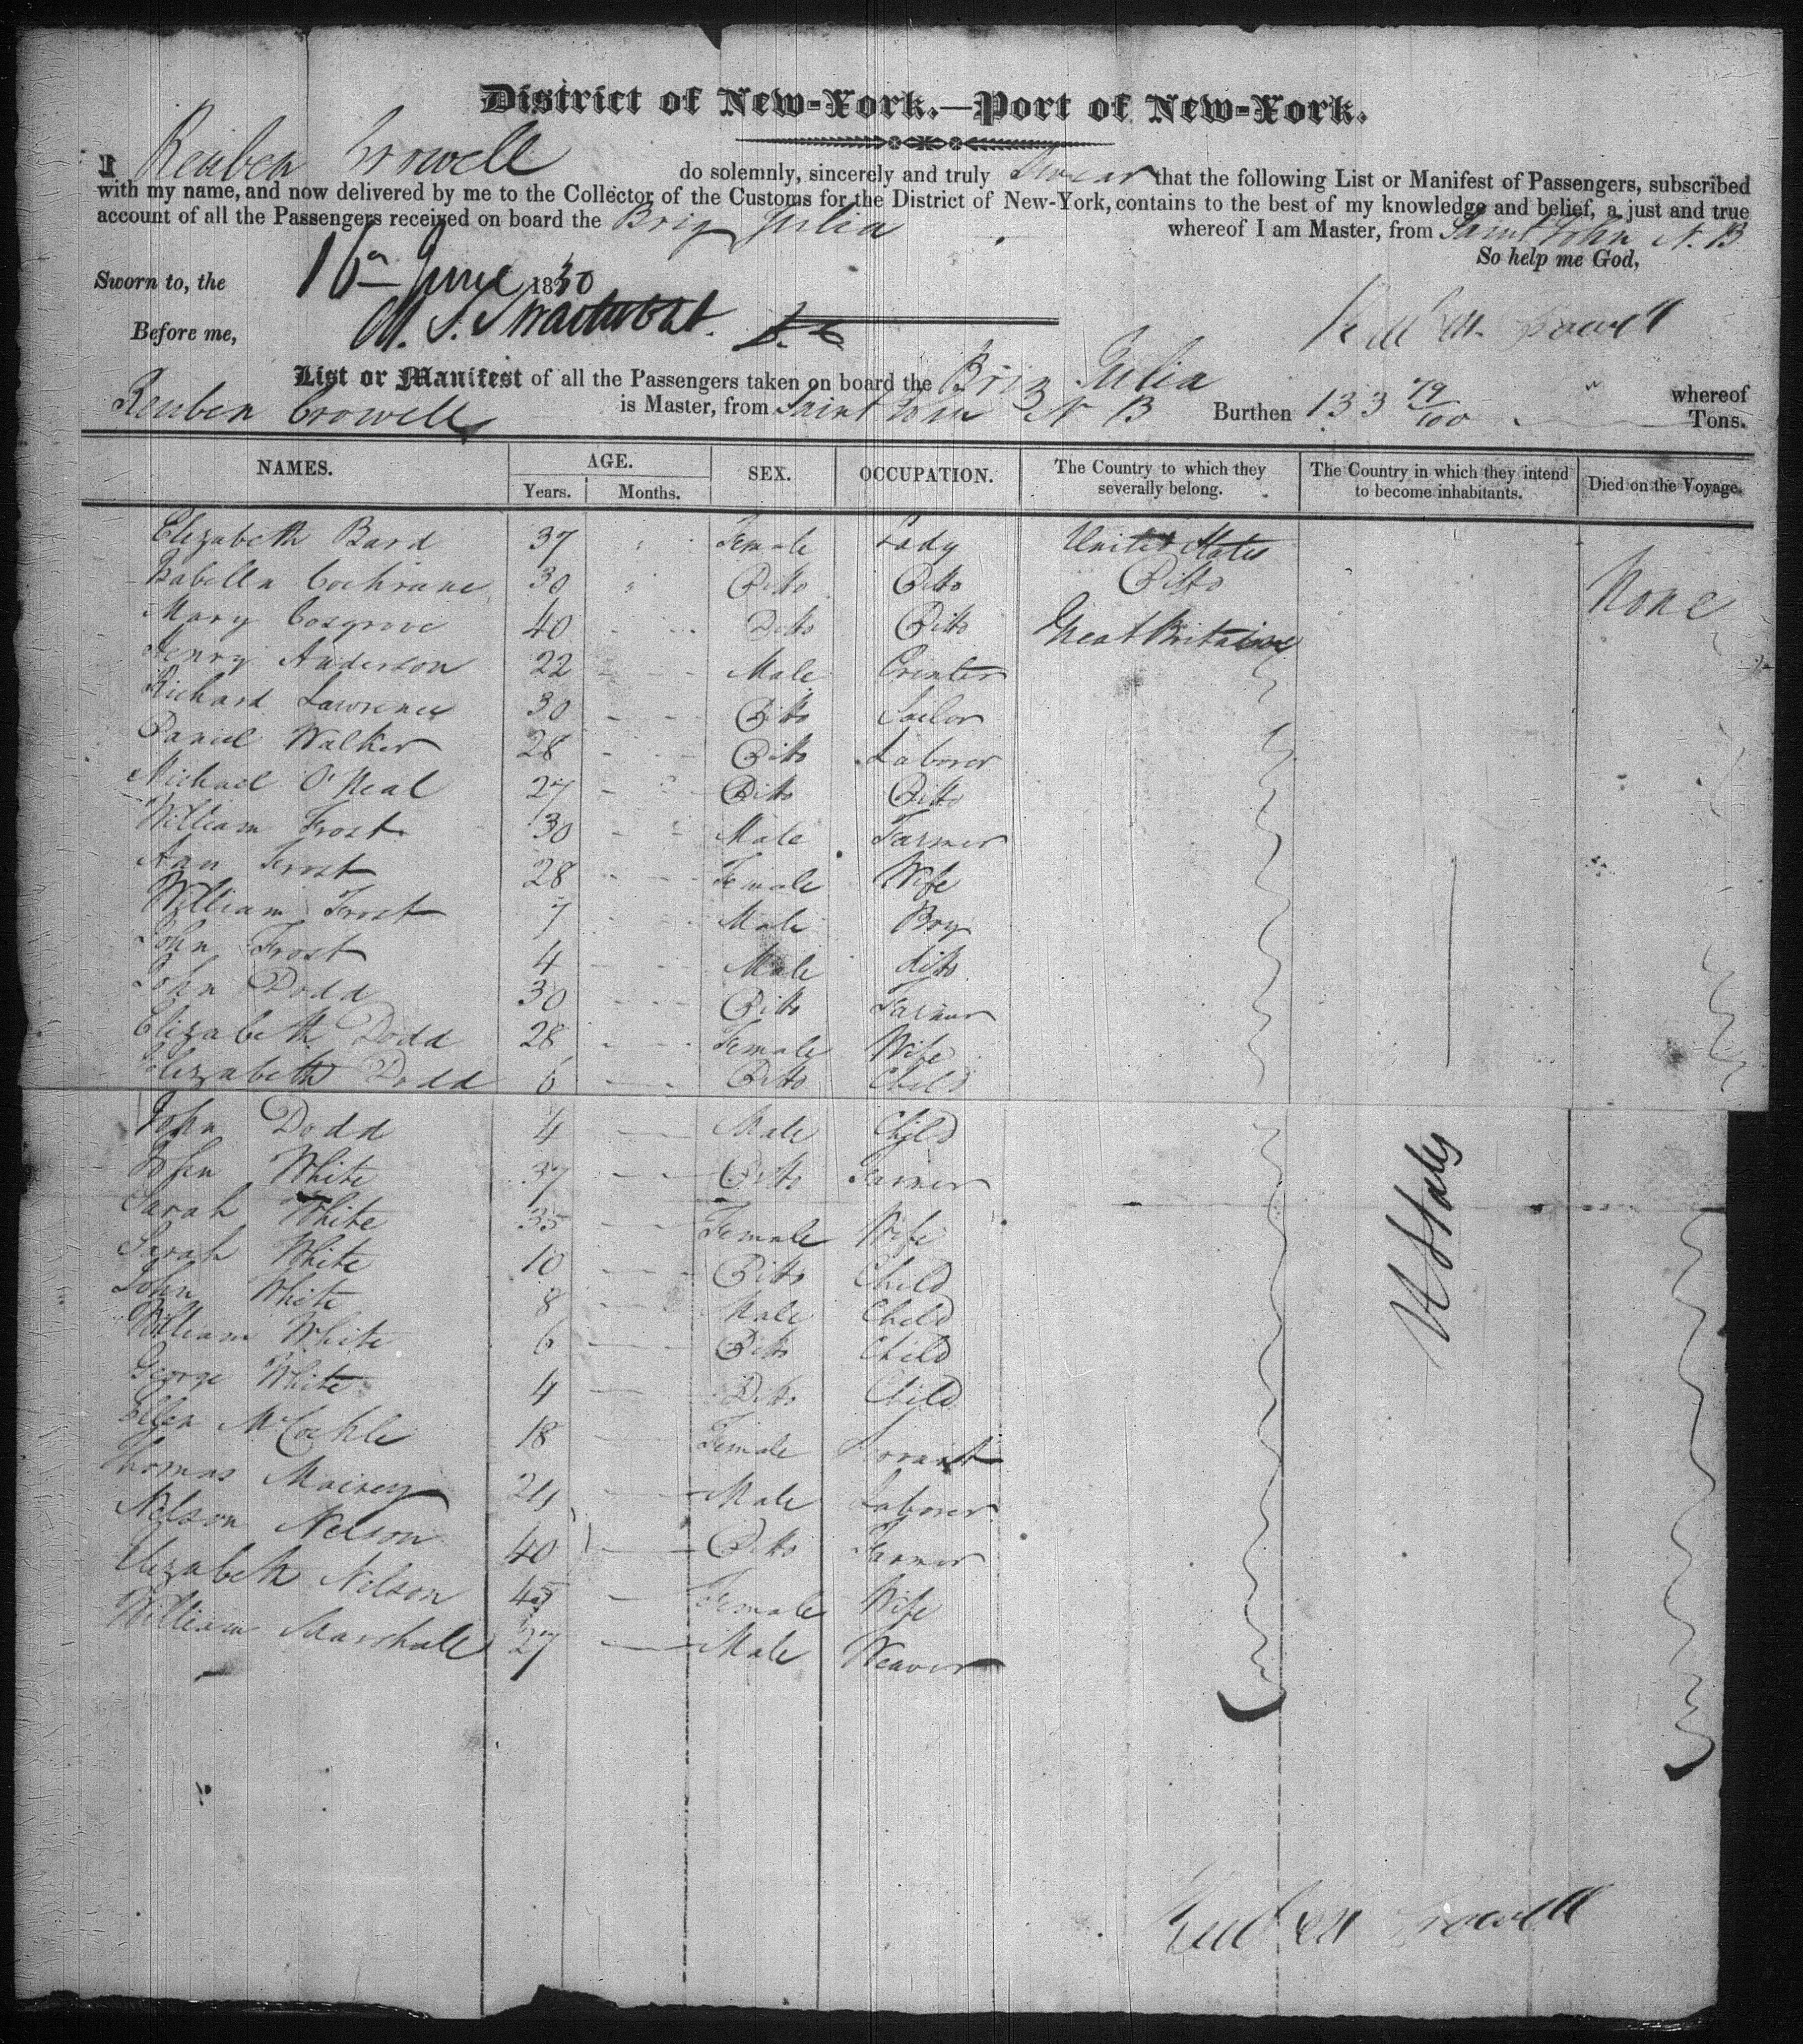 District of New-York.—Port of New-York.
I Reuben Crowell do solemnly, sincerely and truly Swear that the following List or Manifest of Passengers, subscribed
with my name, and now delivered by me to the Collector of the Customs for the District of New-York, contains to the best of my knowledge and belief, a just and true
account of all the Passengers received on board the Brig Julia whereof I am Master, from Saint John N. B.
So help me God,
Sworn to, the 16th June 1830
Reuben Crowell
Before me, M. S. Swartwout
List or Manifest of all the Passengers taken on board the Brig Julia whereof
Reuben Crowell is Master, from Saint John N B Burthen 133 79/100 Tons.
NAMES. AGE. SEX. OCCUPATION. The Country to which they severally belong. The Country in which they intend to become inhabitants. Died on the Voyage.
Years. Months.
Elizabeth Bard 37 " Female Lady United States
Isabella Cochrane 30 " Ditto Ditto Ditto None
Mary Cosgrove 40 Ditto Ditto Great Britain
Henry Anderson 22 Male Printer
Richard Lawrence 30 Ditto Sailor
Daniel Walker 28 Ditto Laborer
Michael O'Neal 27 Ditto Ditto
William Frost 30 Male Farmer
Ann Frost 28 Female Wife
William Frost 7 Male Boy
John Frost 4 Male ditto
John Dodd 30 Ditto Farmer
Elizabeth Dodd 28 Female Wife
Elizabeth Dodd 6 Ditto Child
John Dodd 4 Male Child
John White 37 Ditto Farmer
Sarah White 35 Female Wife
U States
Sarah White 10 Ditto Child
John White 8 Male Child
William White 6 Ditto Child
George White 4 Ditto Child
Ellen 18 Female Servant
Thomas Male Laborer
Nelson Nelson 40 Ditto Farmer
Elizabeth Nelson 45 Female Wife
William Marshall 27 Male Weaver
Reuben Crowell